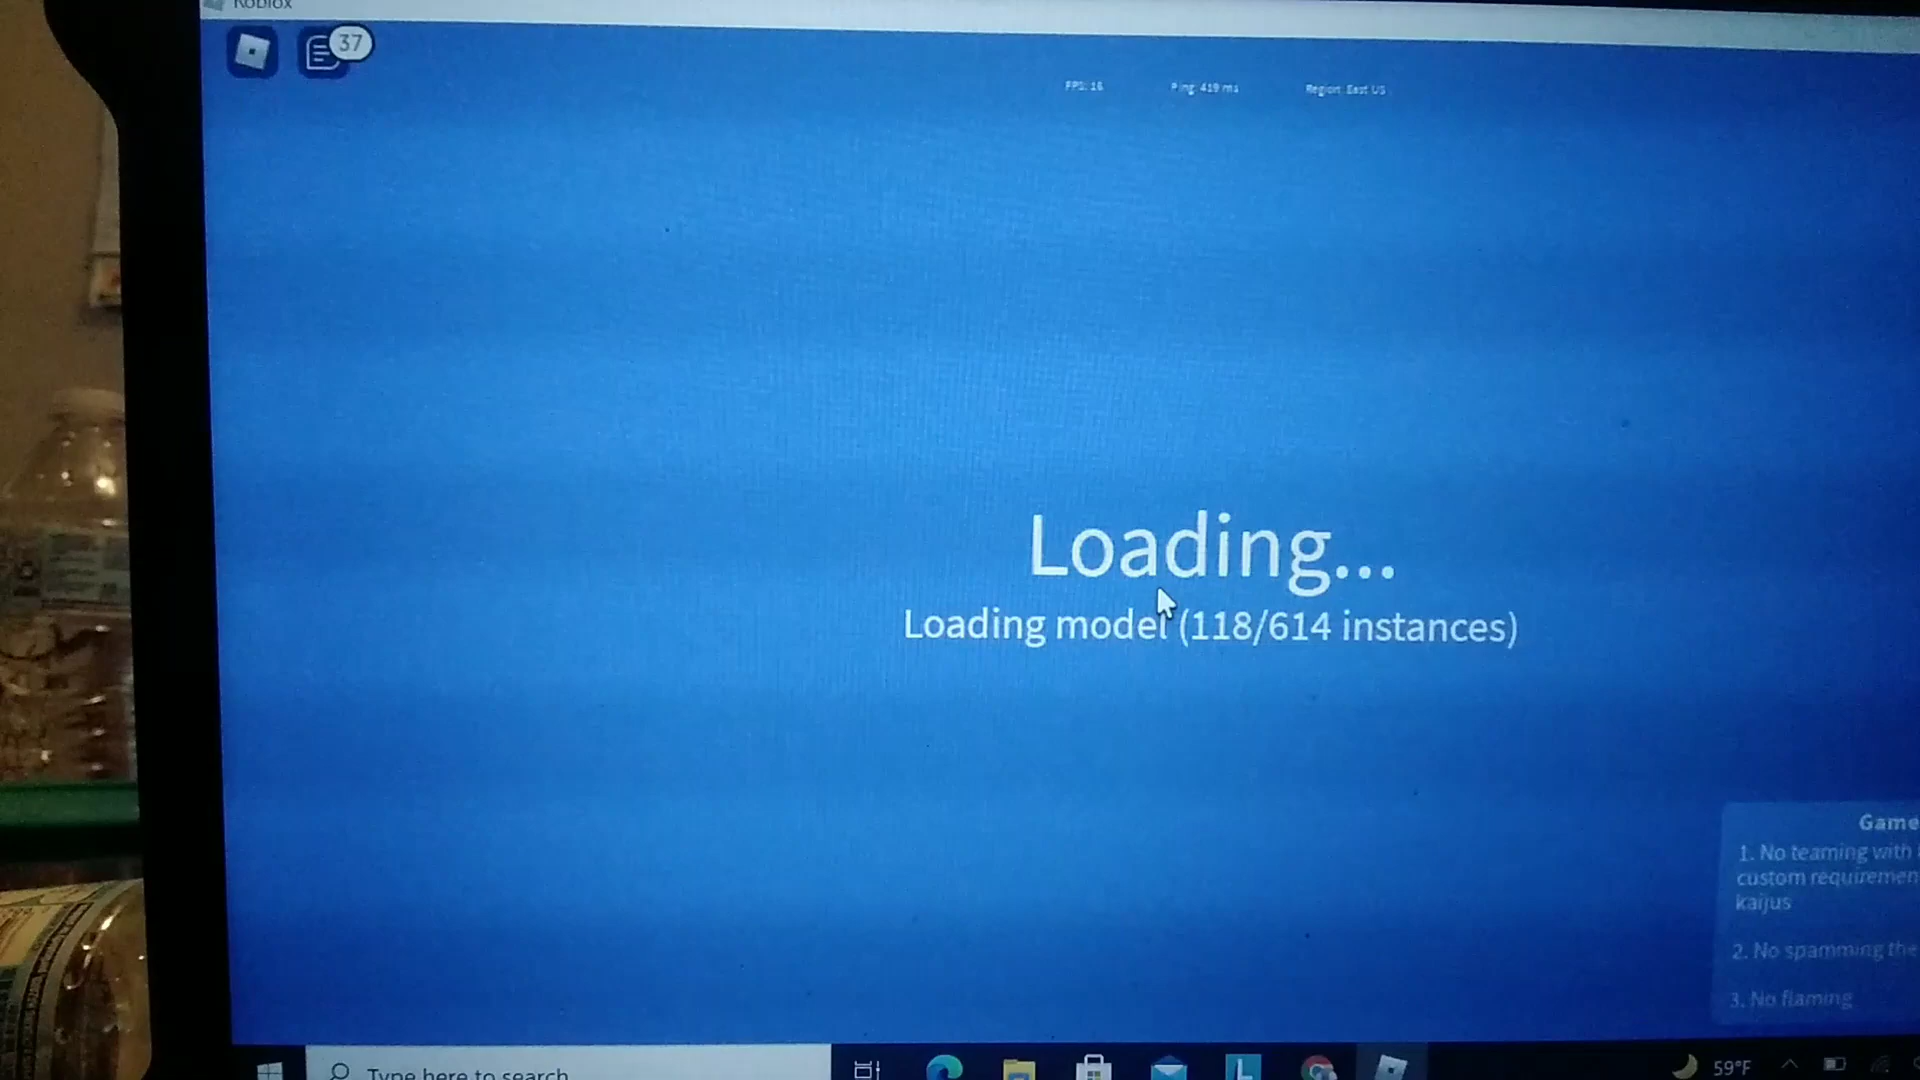 Roblox
37
FPS: 16 Ping: 419 ms Region: East US
Loading...
Loading model (118/614 instances)
Game
1. No teaming with
custom requiremen
kaijus
2. No spamming the
3. No flaming
Type here to search
59°F